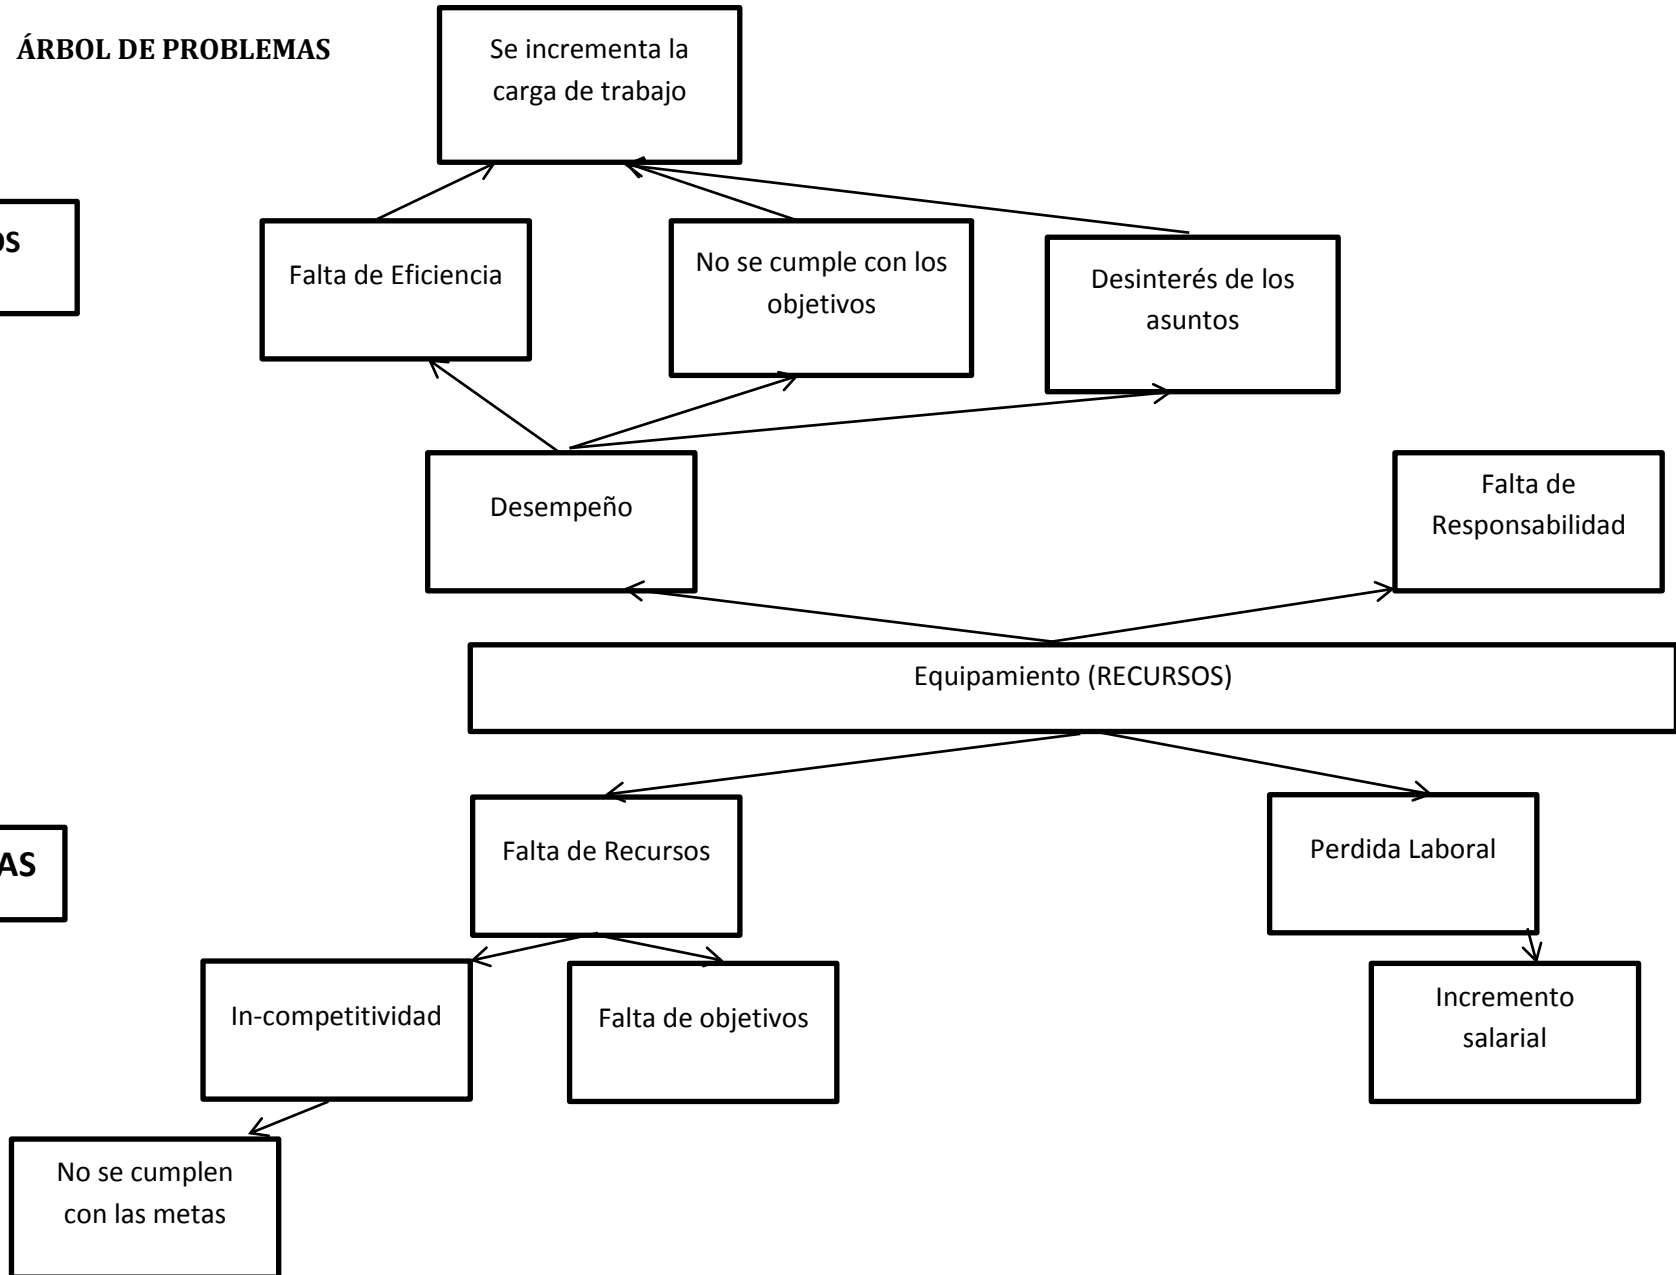 ÁRBOL DE PROBLEMAS
Se incrementa la
carga de trabajo
OS
Falta de Eficiencia
No se cumple con los
objetivos
Desinterés de los
asuntos
Desempeño
Falta de
Responsabilidad
Equipamiento (RECURSOS)
Falta de Recursos
Perdida Laboral
AS
In-competitividad
Falta de objetivos
Incremento
salarial
No se cumplen
con las metas